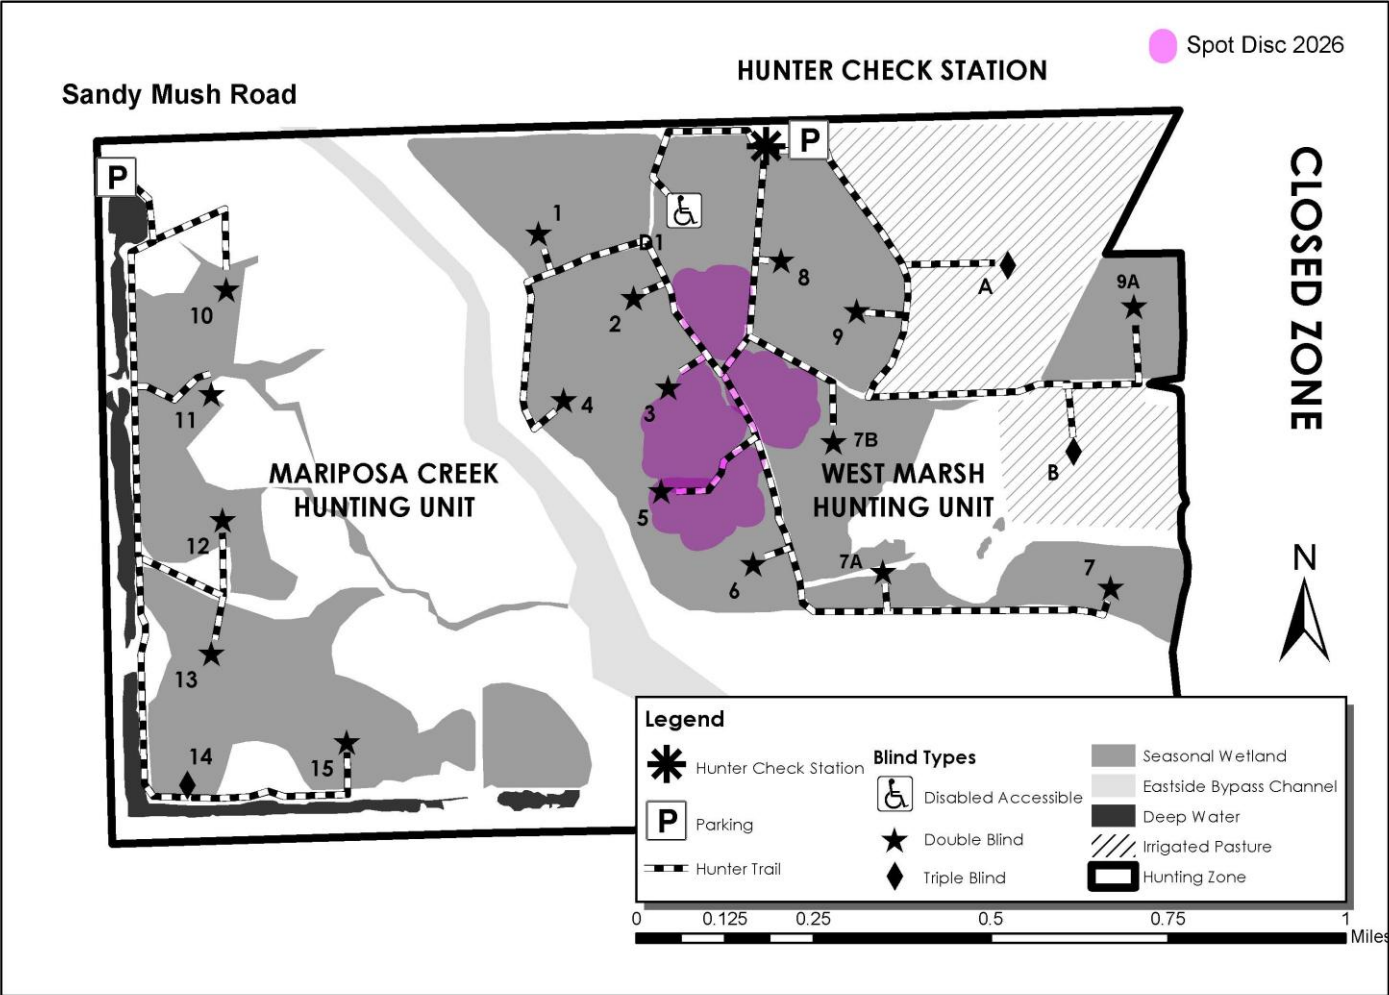 Spot Disc 2026
HUNTER CHECK STATION
Sandy Mush Road
P
P
CLOSED ZONE
1
D1
2
3
4
5
6
7
7A
7B
8
9
9A
A
B
10
11
12
13
14
15
MARIPOSA CREEK
HUNTING UNIT
WEST MARSH
HUNTING UNIT
N
Legend
Hunter Check Station
P
Parking
Hunter Trail
Blind Types
Disabled Accessible
Double Blind
Triple Blind
Seasonal Wetland
Eastside Bypass Channel
Deep Water
Irrigated Pasture
Hunting Zone
0 0.125 0.25 0.5 0.75 1
Miles